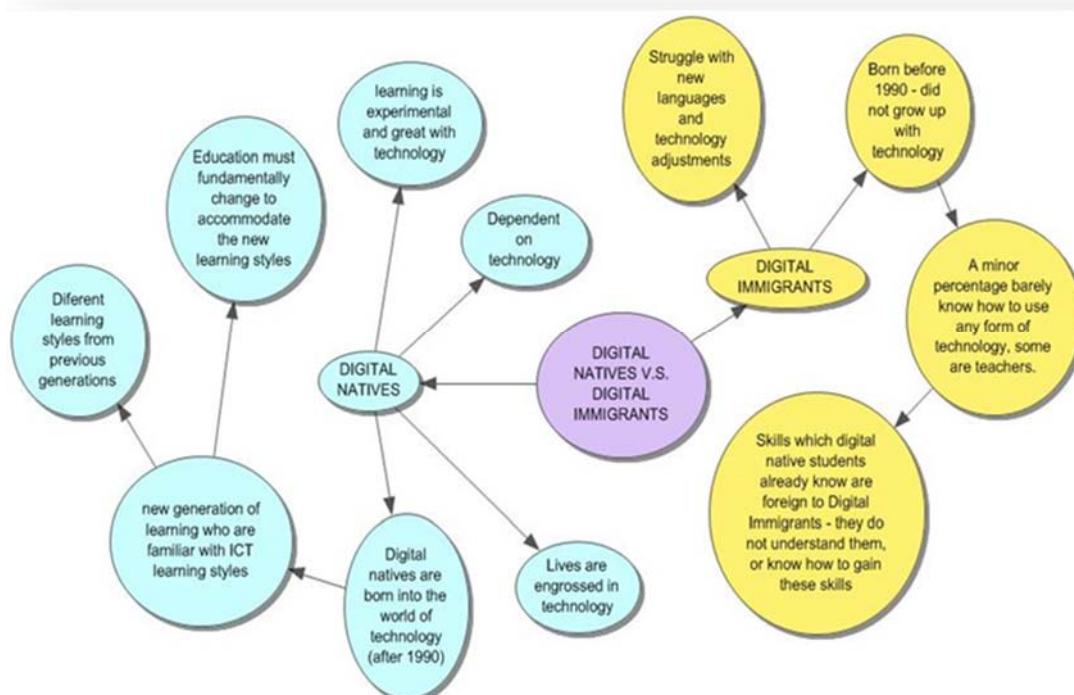 DIGITAL
NATIVES V.S.
DIGITAL
IMMIGRANTS
DIGITAL
NATIVES
learning is
experimental
and great with
technology
Dependent
on
technology
Lives are
engrossed in
technology
Digital
natives are
born into the
world of
technology
(after 1990)
new generation of
learning who are
familiar with ICT
learning styles
Diferent
learning
styles from
previous
generations
Education must
fundamentally
change to
accommodate
the new
learning styles
DIGITAL
IMMIGRANTS
Struggle with
new
languages
and
technology
adjustments
Born before
1990 - did
not grow up
with
technology
A minor
percentage barely
know how to use
any form of
technology, some
are teachers.
Skills which digital
native students
already know are
foreign to Digital
Immigrants - they do
not understand them,
or know how to gain
these skills